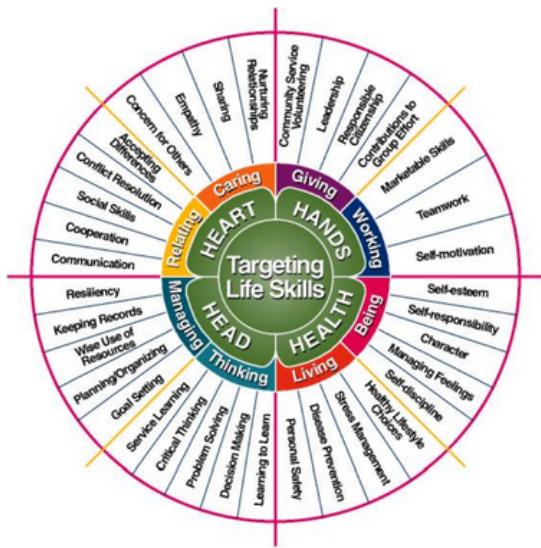 Targeting
Life Skills
HEART
HANDS
HEALTH
HEAD
Relating
Caring
Giving
Working
Being
Living
Thinking
Managing
Communication
Cooperation
Social Skills
Conflict Resolution
Accepting
Differences
Concern for Others
Empathy
Sharing
Nurturing
Relationships
Community Service
Volunteering
Leadership
Responsible
Citizenship
Contributions to
Group Effort
Marketable Skills
Teamwork
Self-motivation
Self-esteem
Self-responsibility
Character
Managing Feelings
Self-discipline
Healthy Lifestyle
Choices
Stress Management
Disease Prevention
Personal Safety
Learning to Learn
Decision Making
Problem Solving
Critical Thinking
Service Learning
Goal Setting
Planning/Organizing
Wise Use of
Resources
Keeping Records
Resiliency